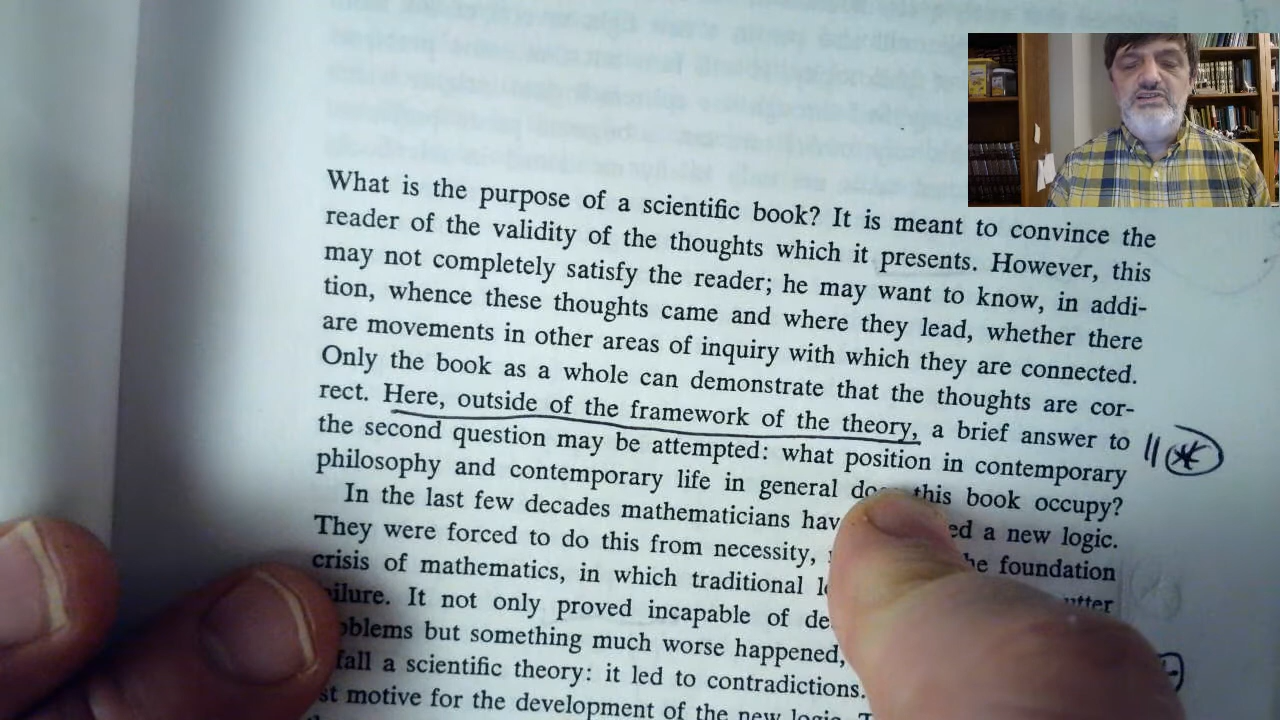 What is the purpose of a scientific book? It is meant to convince the
reader of the validity of the thoughts which it presents. However, this
may not completely satisfy the reader; he may want to know, in addi-
tion, whence these thoughts came and where they lead, whether there
are movements in other areas of inquiry with which they are connected.
Only the book as a whole can demonstrate that the thoughts are cor-
rect. Here, outside of the framework of the theory, a brief answer to
the second question may be attempted: what position in contemporary
philosophy and contemporary life in general this book occupy?
In the last few decades mathematicians a new logic.
They were forced to do this from necessity, the foundation
crisis of mathematics, in which traditional
It not only proved incapable of
but something much worse happened,
a scientific theory: it led to contradictions.
motive for the development of the new logic.